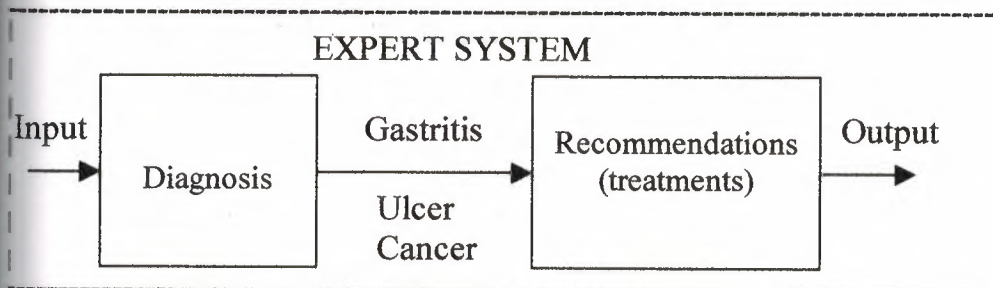 EXPERT SYSTEM
Input
Diagnosis
Gastritis
Ulcer
Cancer
Recommendations
(treatments)
Output